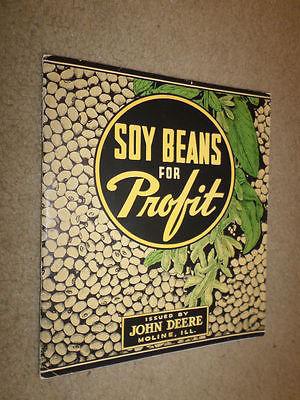 SOY BEANS
FOR
Profit
ISSUED BY
JOHN DEERE
MOLINE, ILL.